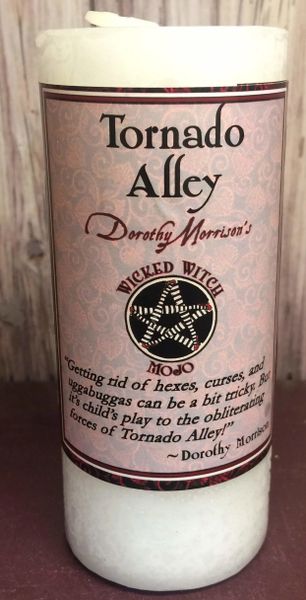 Tornado
Alley
Dorothy Morrison's
WICKED WITCH
MOJO
"Getting rid of hexes, curses, and
uggabuggas can be a bit tricky. But
it's child's play to the obliterating
forces of Tornado Alley!"
~Dorothy Morrison